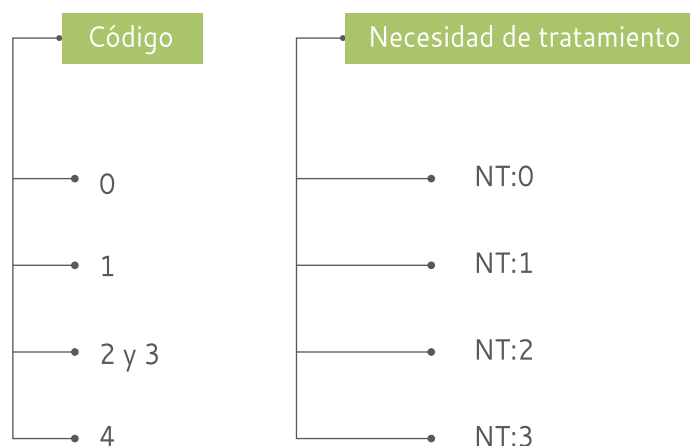 Código
Necesidad de tratamiento
0
NT:0
1
NT:1
2 y 3
NT:2
4
NT:3